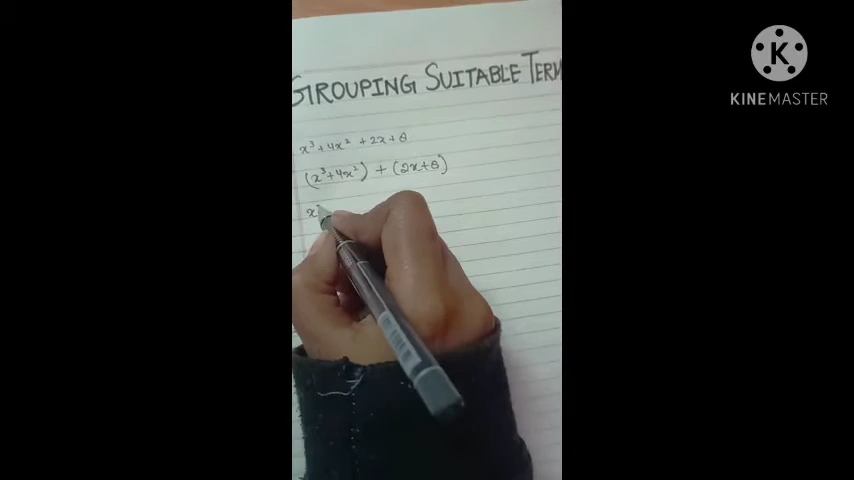 GROUPING SUITABLE TERM
x³ + 4x² + 2x + 8
(x³ + 4x²) + (2x + 8)
x
K
KINEMASTER